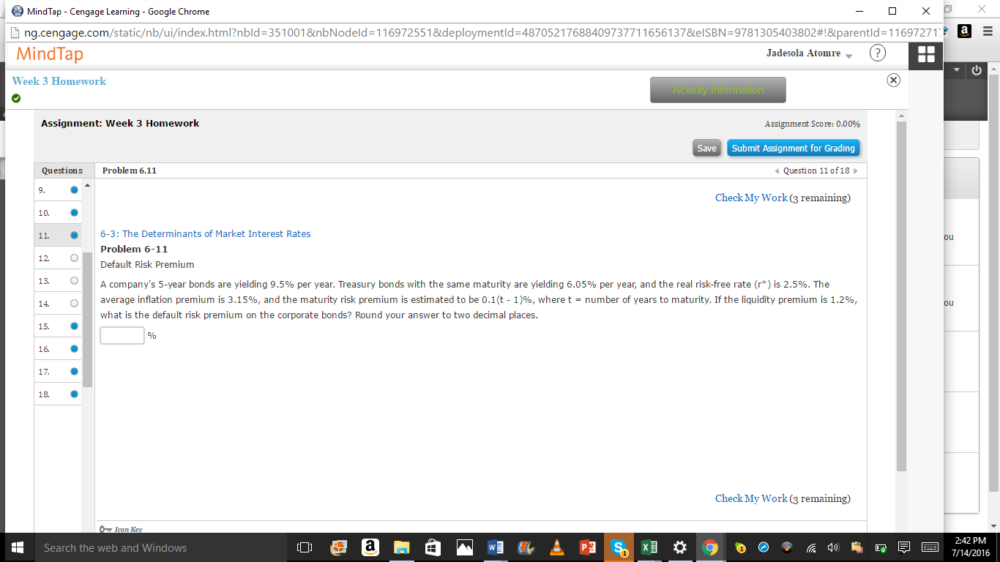 MindTap - Cengage Learning - Google Chrome
ng.cengage.com/static/nb/ui/index.html?nbId=351001&nbNodeId=116972551&deploymentId=48705217688409737711656137&eISBN=9781305403802#!&parentId=11697271
MindTap
Jadesola Atomre
?
Week 3 Homework
Activity Information
Assignment: Week 3 Homework
Assignment Score: 0.00%
Save
Submit Assignment for Grading
Questions
Problem 6.11
Question 11 of 18
9.
10.
11.
12.
13.
14.
15.
16.
17.
18.
Check My Work (3 remaining)
6-3: The Determinants of Market Interest Rates
Problem 6-11
Default Risk Premium
A company's 5-year bonds are yielding 9.5% per year. Treasury bonds with the same maturity are yielding 6.05% per year, and the real risk-free rate (r*) is 2.5%. The
average inflation premium is 3.15%, and the maturity risk premium is estimated to be 0.1(t - 1)%, where t = number of years to maturity. If the liquidity premium is 1.2%,
what is the default risk premium on the corporate bonds? Round your answer to two decimal places.
%
Check My Work (3 remaining)
Icon Key
ou
ou
Search the web and Windows
2:42 PM
7/14/2016